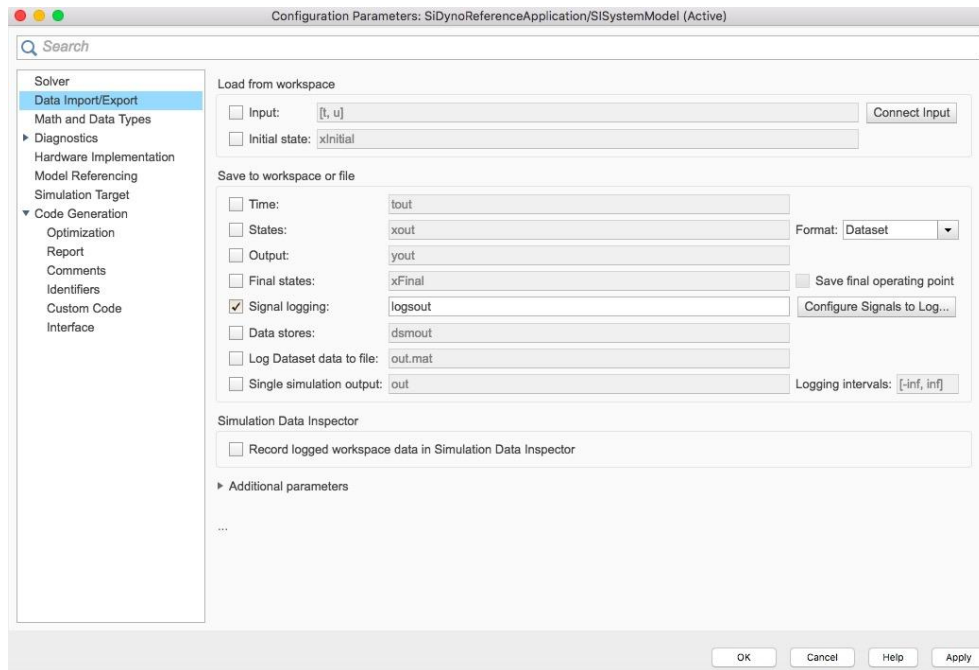 Configuration Parameters: SiDynoReferenceApplication/SISystemModel (Active)
Search
Solver
Data Import/Export
Math and Data Types
Diagnostics
Hardware Implementation
Model Referencing
Simulation Target
Code Generation
Optimization
Report
Comments
Identifiers
Custom Code
Interface
Load from workspace
Input: [t, u] Connect Input
Initial state: xInitial
Save to workspace or file
Time: tout
States: xout Format: Dataset
Output: yout
Final states: xFinal Save final operating point
Signal logging: logsout Configure Signals to Log...
Data stores: dsmout
Log Dataset data to file: out.mat
Single simulation output: out Logging intervals: [-inf, inf]
Simulation Data Inspector
Record logged workspace data in Simulation Data Inspector
Additional parameters
...
OK Cancel Help Apply